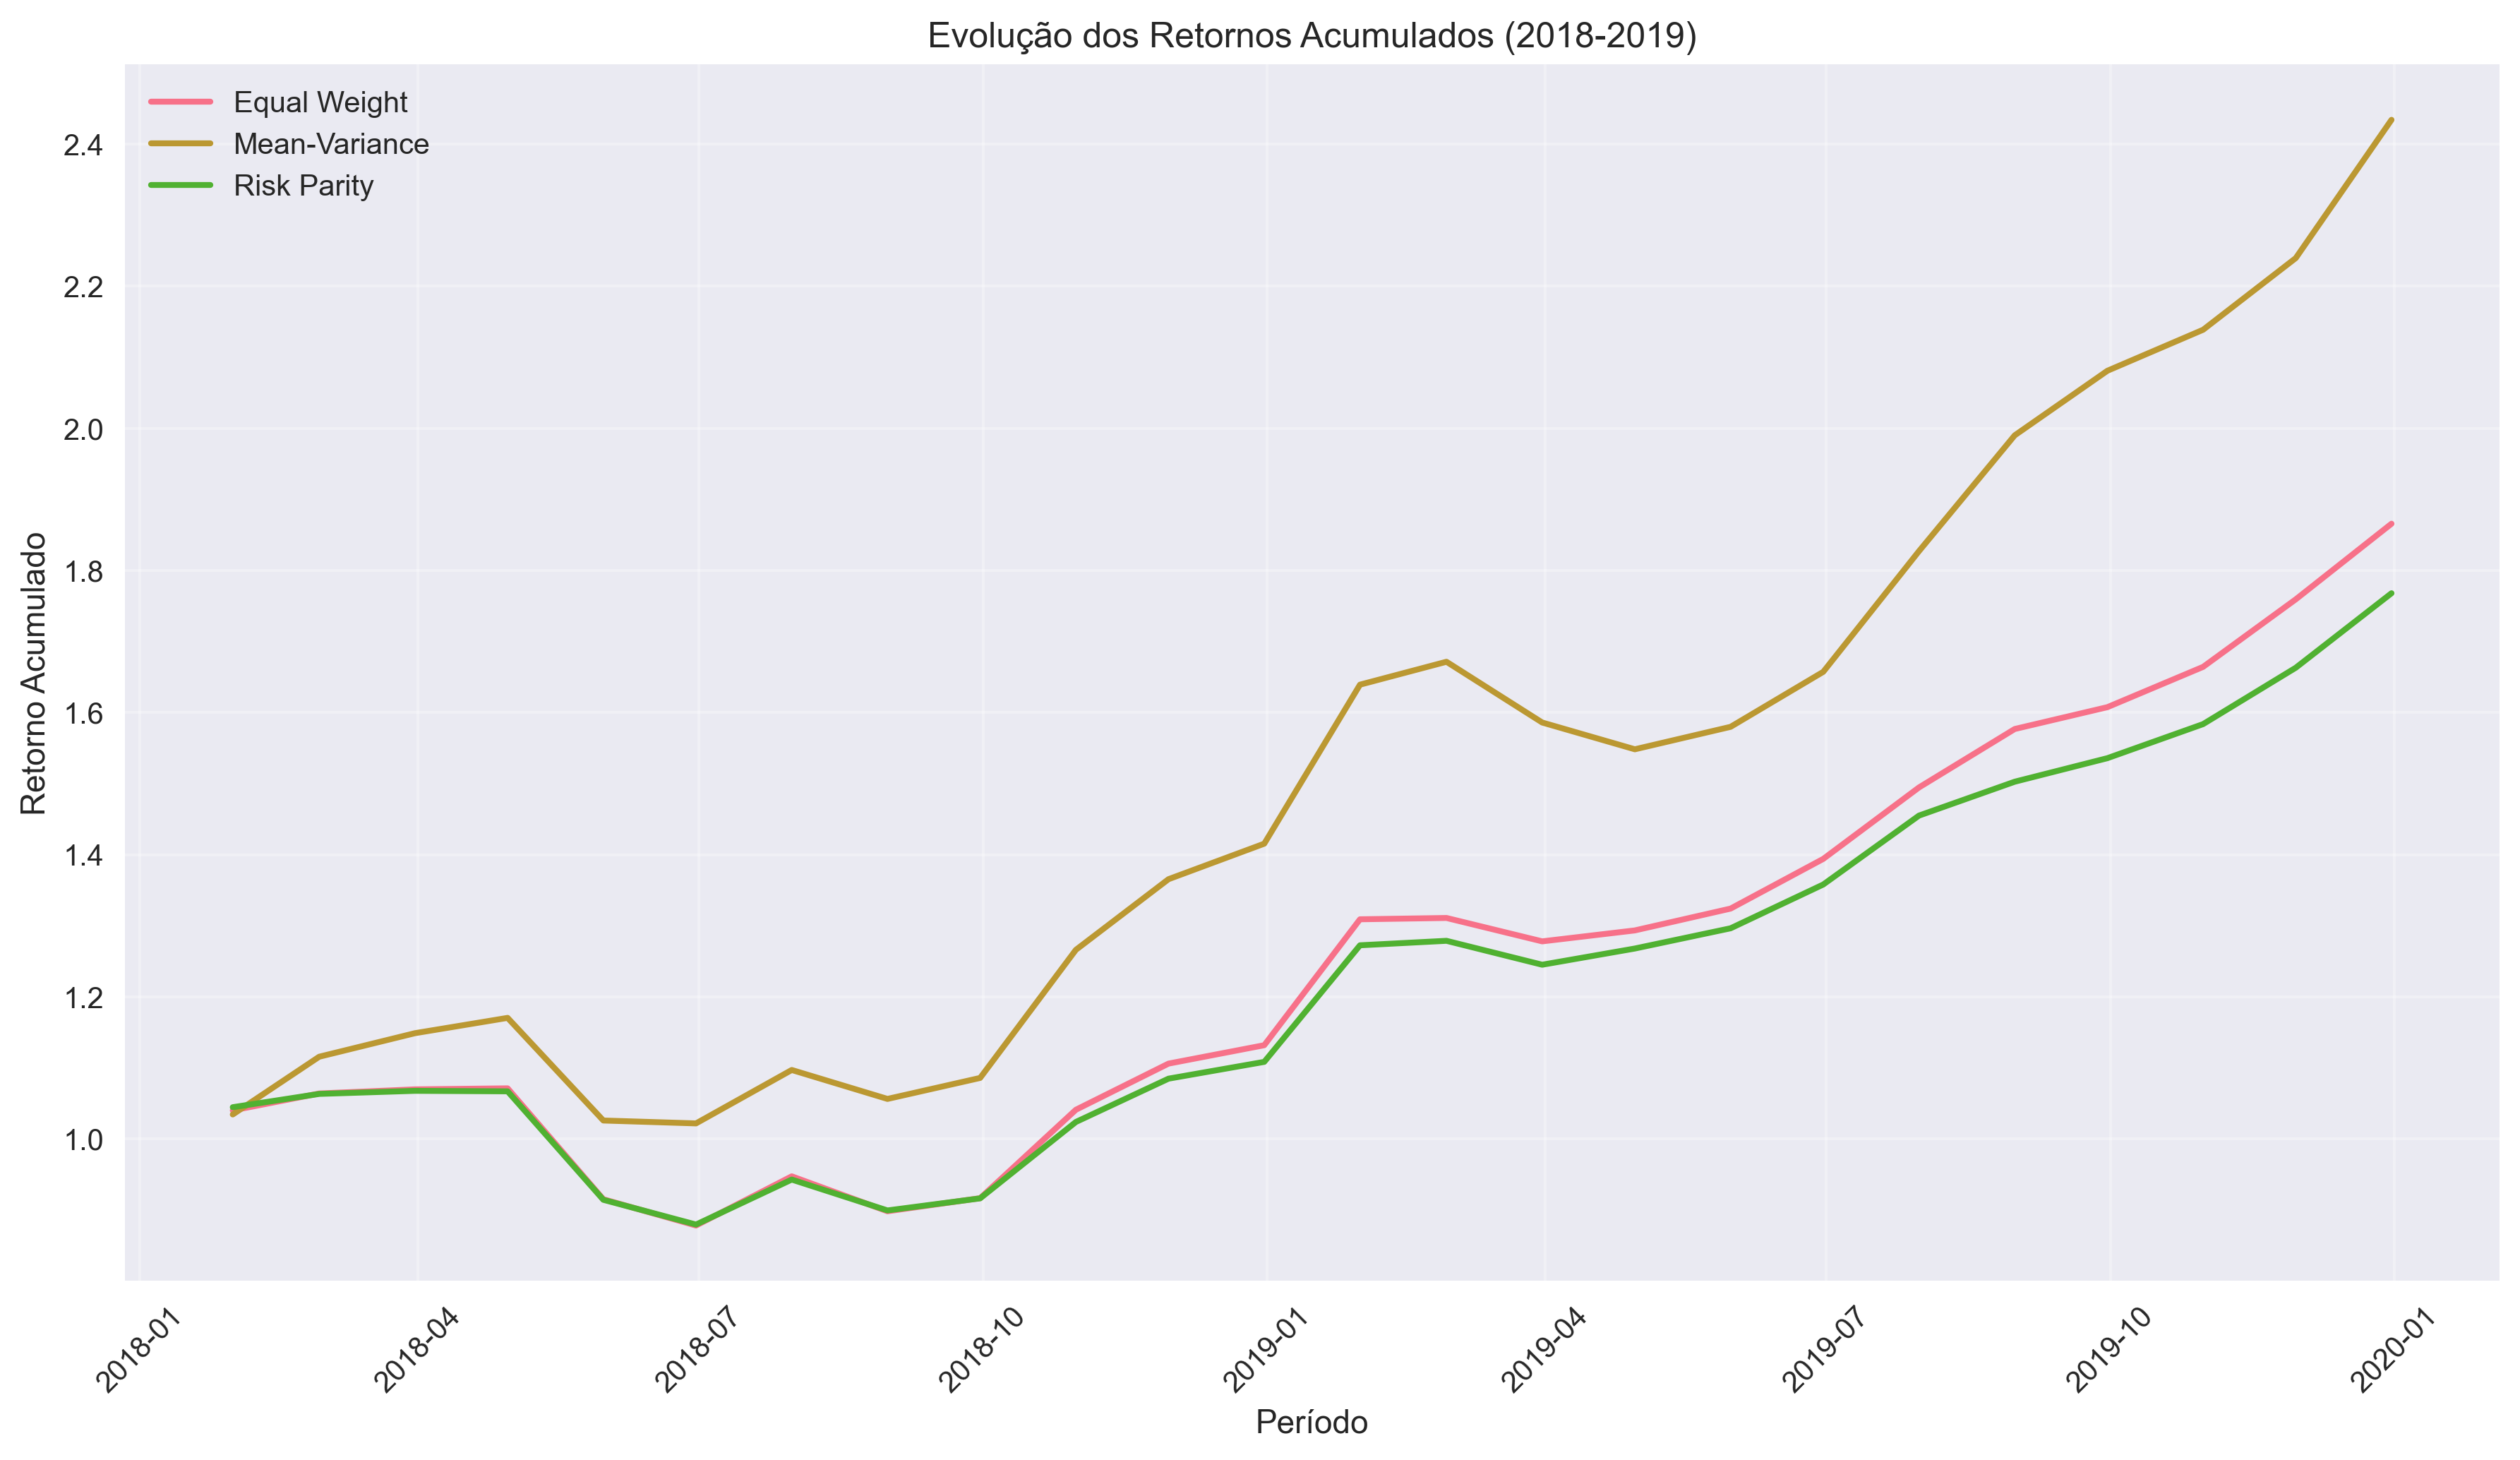 Evolução dos Retornos Acumulados (2018-2019)
Equal Weight
Mean-Variance
Risk Parity
Retorno Acumulado
2.4
2.2
2.0
1.8
1.6
1.4
1.2
1.0
2018-01
2018-04
2018-07
2018-10
2019-01
2019-04
2019-07
2019-10
2020-01
Período